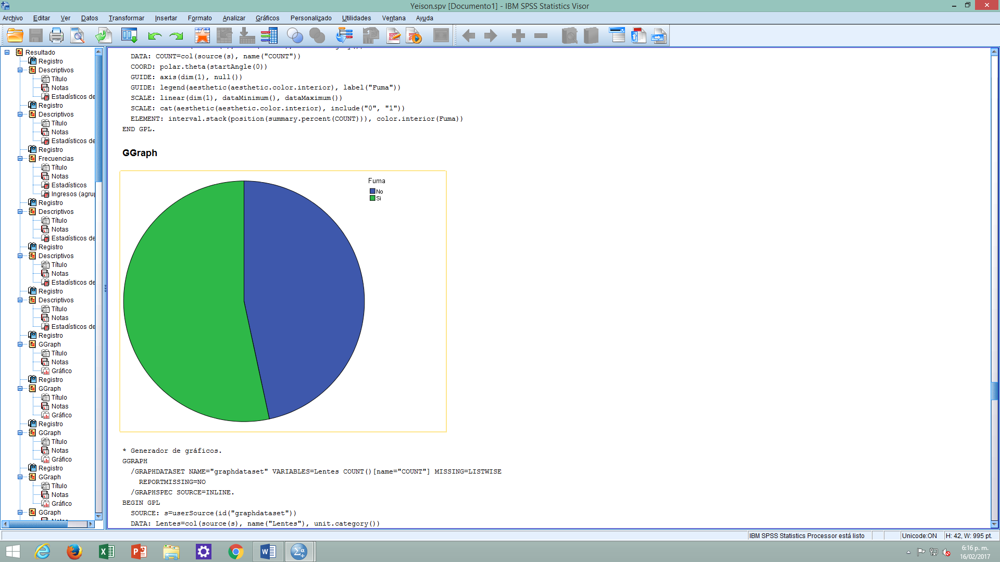 Yeison.spv [Documento1] - IBM SPSS Statistics Visor
Archivo Editar Ver Datos Transformar Insertar Formato Analizar Gráficos Personalizado Utilidades Ventana Ayuda
Resultado
Registro
Descriptivos
Título
Notas
Estadísticos de
Registro
Descriptivos
Título
Notas
Estadísticos de
Registro
Frecuencias
Título
Notas
Estadísticos
Ingresos (agru
Registro
Descriptivos
Título
Notas
Estadísticos de
Registro
Descriptivos
Título
Notas
Estadísticos de
Registro
Descriptivos
Título
Notas
Estadísticos de
Registro
GGraph
Título
Notas
Gráfico
Registro
GGraph
Título
Notas
Gráfico
Registro
GGraph
Título
Notas
Gráfico
Registro
GGraph
Título
Notas
Gráfico
GGraph
DATA: COUNT=col(source(s), name("COUNT"))
COORD: polar.theta(startAngle(0))
GUIDE: axis(dim(1), null())
GUIDE: legend(aesthetic(aesthetic.color.interior), label("Fuma"))
SCALE: linear(dim(1), dataMinimum(), dataMaximum())
SCALE: cat(aesthetic(aesthetic.color.interior), include("0", "1"))
ELEMENT: interval.stack(position(summary.percent(COUNT))), color.interior(Fuma))
END GPL.
GGraph
Fuma
No
Si
* Generador de gráficos.
GGRAPH
/GRAPHDATASET NAME="graphdataset" VARIABLES=Lentes COUNT()[name="COUNT"] MISSING=LISTWISE
REPORTMISSING=NO
/GRAPHSPEC SOURCE=INLINE.
BEGIN GPL
SOURCE: s=userSource(id("graphdataset"))
DATA: Lentes=col(source(s), name("Lentes"), unit.category())
IBM SPSS Statistics Processor está listo
Unicode:ON
H: 42, W: 995 pt.
6:16 p. m.
16/02/2017